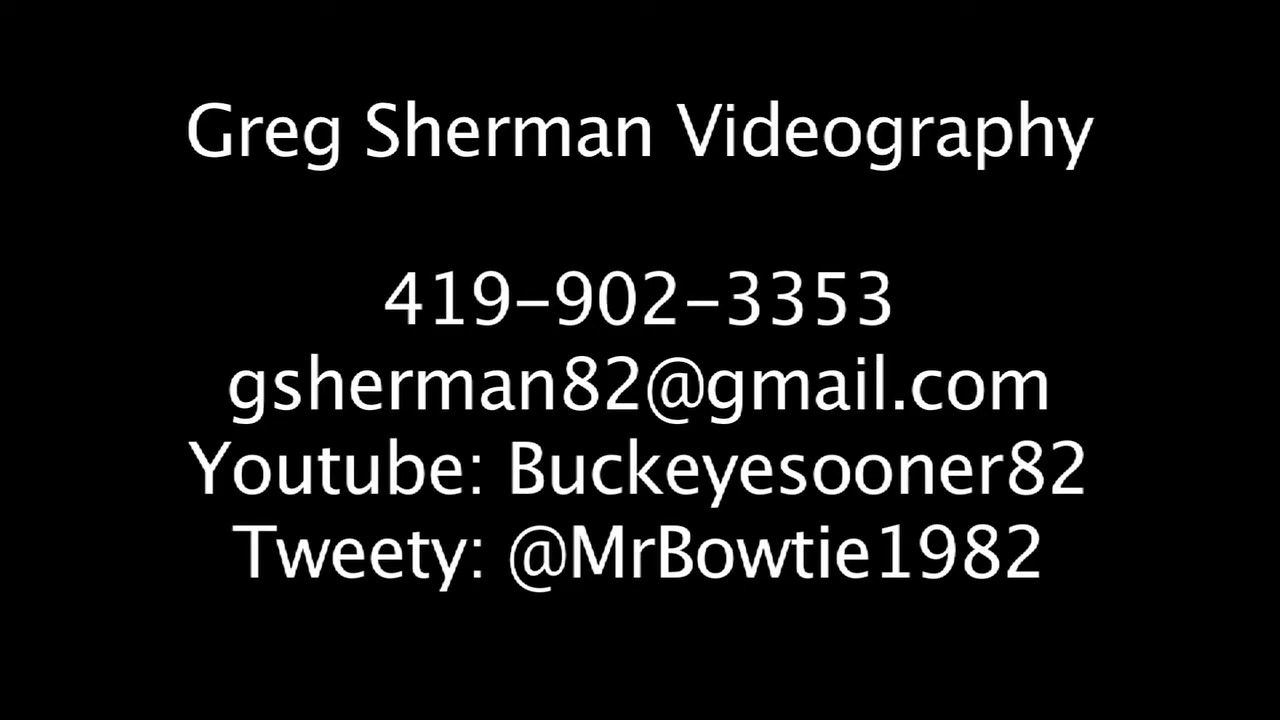 Greg Sherman Videography
419-902-3353
gsherman82@gmail.com
Youtube: Buckeyesooner82
Tweety: @MrBowtie1982